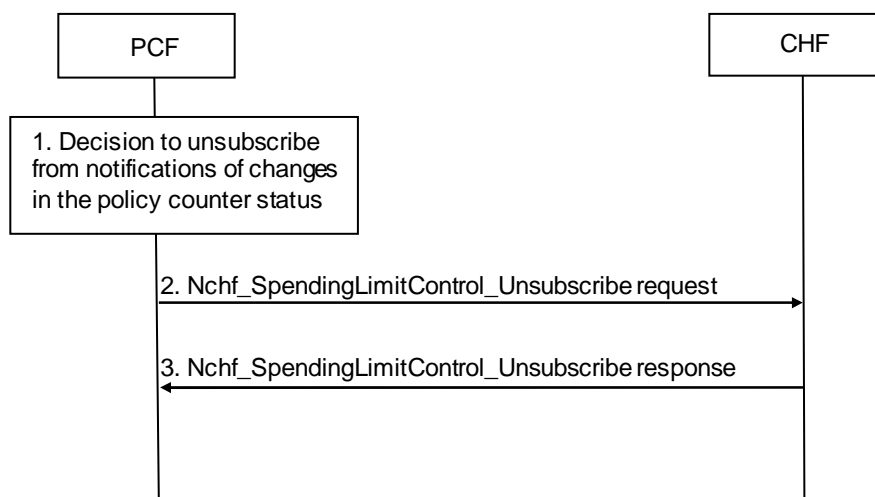 PCF
CHF
1. Decision to unsubscribe
from notifications of changes
in the policy counter status
2. Nchf_SpendingLimitControl_Unsubscribe request
3. Nchf_SpendingLimitControl_Unsubscribe response